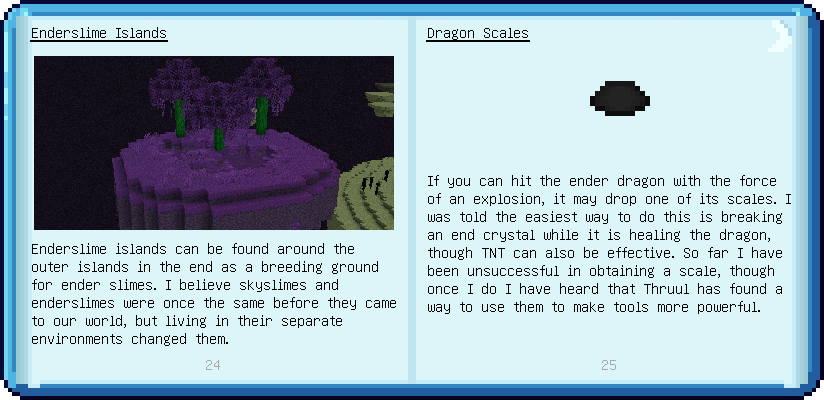 Enderslime Islands
Enderslime islands can be found around the
outer islands in the end as a breeding ground
for ender slimes. I believe skyslimes and
enderslimes were once the same before they came
to our world, but living in their separate
environments changed them.
24
Dragon Scales
If you can hit the ender dragon with the force
of an explosion, it may drop one of its scales. I
was told the easiest way to do this is breaking
an end crystal while it is healing the dragon,
though TNT can also be effective. So far I have
been unsuccessful in obtaining a scale, though
once I do I have heard that Thruul has found a
way to use them to make tools more powerful.
25